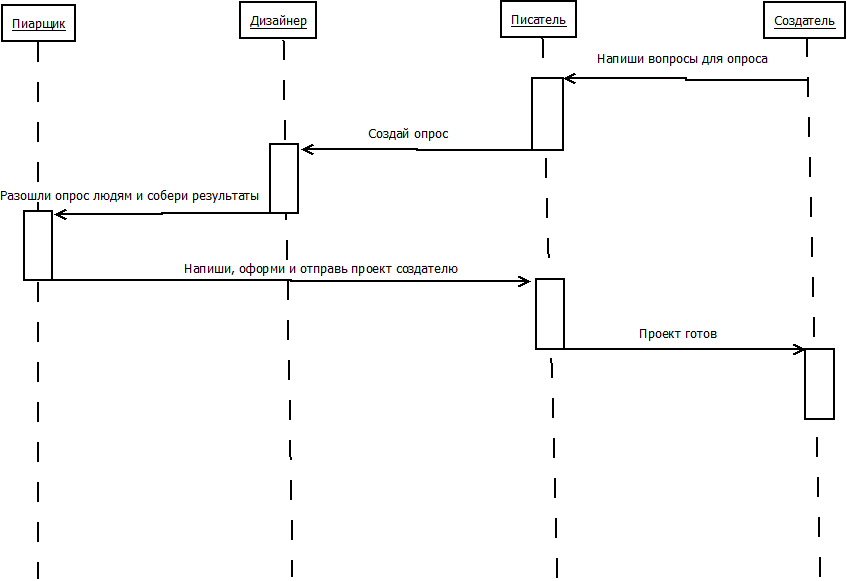 Пиарщик
Дизайнер
Писатель
Создатель
Напиши вопросы для опроса
Создай опрос
Разошли опрос людям и собери результаты
Напиши, оформи и отправь проект создателю
Проект готов